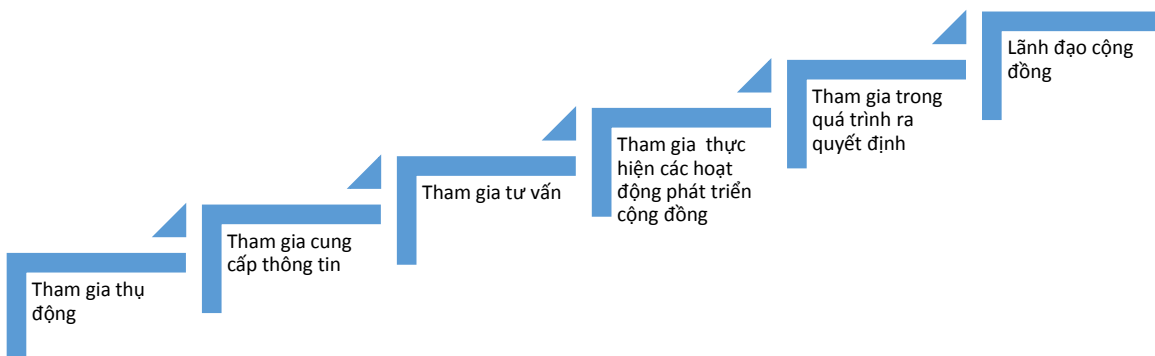 Tham gia thụ
động
Tham gia cung
cấp thông tin
Tham gia tư vấn
Tham gia thực
hiện các hoạt
động phát triển
cộng đồng
Tham gia trong
quá trình ra
quyết định
Lãnh đạo cộng
đồng